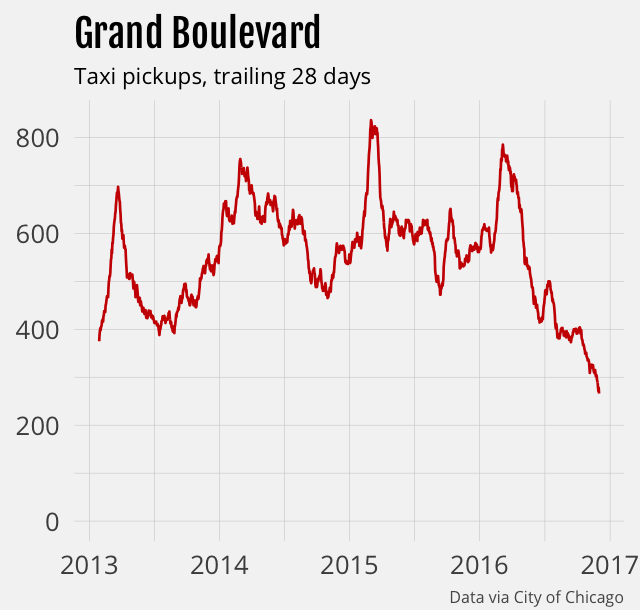 Grand Boulevard
Taxi pickups, trailing 28 days
800
600
400
200
0
2013 2014 2015 2016 2017
Data via City of Chicago